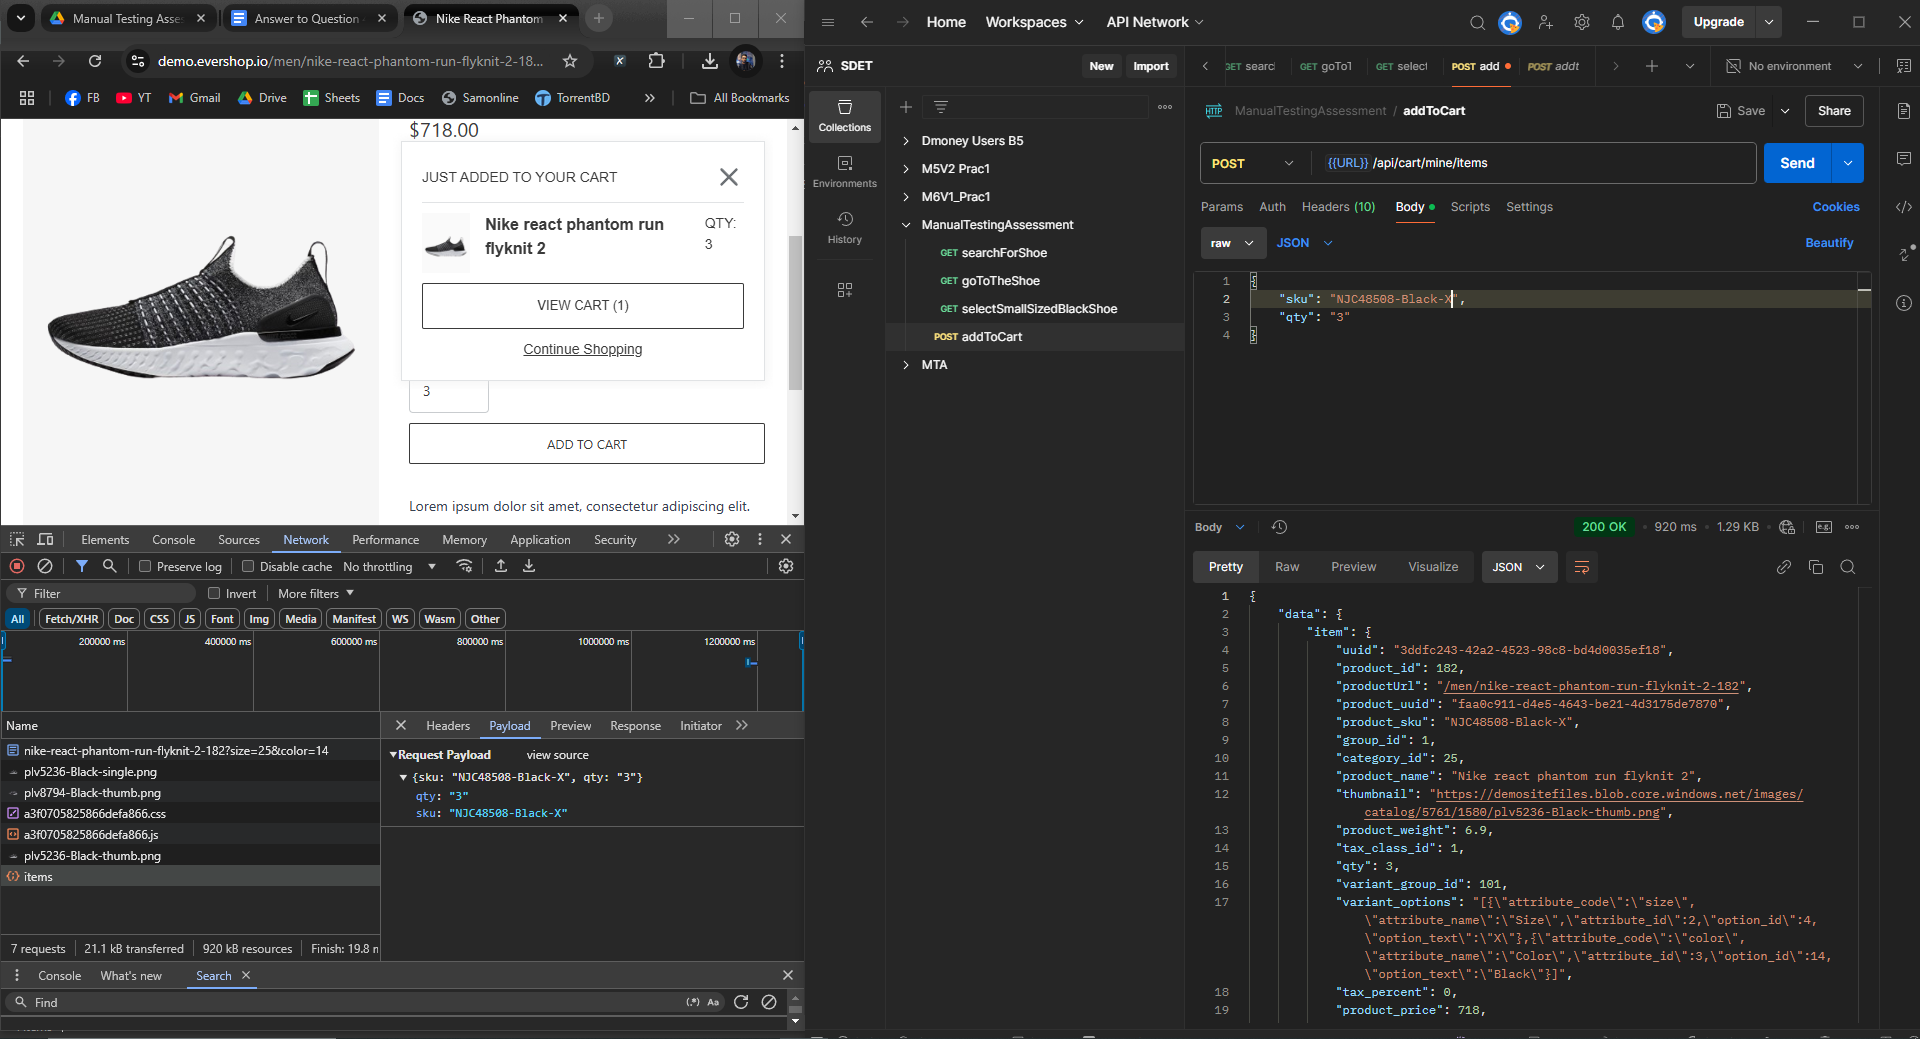 Manual Testing Asse
Answer to Question
Nike React Phantom
demo.evershop.io/men/nike-react-phantom-run-flyknit-2-18...
FB
YT
Gmail
Drive
Sheets
Docs
Samonline
TorrentBD
All Bookmarks
$718.00
JUST ADDED TO YOUR CART
Nike react phantom run
flyknit 2
QTY:
3
VIEW CART (1)
Continue Shopping
3
ADD TO CART
Lorem ipsum dolor sit amet, consectetur adipiscing elit.
Elements
Console
Sources
Network
Performance
Memory
Application
Security
Preserve log
Disable cache
No throttling
Filter
Invert
More filters
All
Fetch/XHR
Doc
CSS
JS
Font
Img
Media
Manifest
WS
Wasm
Other
200000 ms
400000 ms
600000 ms
800000 ms
1000000 ms
1200000 ms
Name
nike-react-phantom-run-flyknit-2-182?size=25&color=14
plv5236-Black-single.png
plv8794-Black-thumb.png
a3f0705825866defa866.css
a3f0705825866defa866.js
plv5236-Black-thumb.png
items
7 requests
21.1 kB transferred
920 kB resources
Finish: 19.8 n
Headers
Payload
Preview
Response
Initiator
Request Payload
view source
{sku: "NJC48508-Black-X", qty: "3"}
qty: "3"
sku: "NJC48508-Black-X"
Console
What's new
Search
Find
(.*)
Aa
Home
Workspaces
API Network
Upgrade
SDET
New
Import
GET searcl
GET goToT
GET select
POST add
POST addt
No environment
Collections
Environments
History
Dmoney Users B5
M5V2 Prac1
M6V1_Prac1
ManualTestingAssessment
GET searchForShoe
GET goToTheShoe
GET selectSmallSizedBlackShoe
POST addToCart
MTA
HTTP
ManualTestingAssessment / addToCart
Save
Share
POST
{{URL}} /api/cart/mine/items
Send
Params
Auth
Headers (10)
Body
Scripts
Settings
Cookies
raw
JSON
Beautify
1 {
2 "sku": "NJC48508-Black-X",
3 "qty": "3"
4 }
Body
200 OK
920 ms
1.29 KB
e.g.
Pretty
Raw
Preview
Visualize
JSON
1 {
2 "data": {
3 "item": {
4 "uuid": "3ddfc243-42a2-4523-98c8-bd4d0035ef18",
5 "product_id": 182,
6 "productUrl": "/men/nike-react-phantom-run-flyknit-2-182",
7 "product_uuid": "faa0c911-d4e5-4643-be21-4d3175de7870",
8 "product_sku": "NJC48508-Black-X",
9 "group_id": 1,
10 "category_id": 25,
11 "product_name": "Nike react phantom run flyknit 2",
12 "thumbnail": "https://demositefiles.blob.core.windows.net/images/
catalog/5761/1580/plv5236-Black-thumb.png",
13 "product_weight": 6.9,
14 "tax_class_id": 1,
15 "qty": 3,
16 "variant_group_id": 101,
17 "variant_options": "[{\"attribute_code\":\"size\",
\"attribute_name\":\"Size\",\"attribute_id\":2,\"option_id\":4,
\"option_text\":\"X\"},{\"attribute_code\":\"color\",
\"attribute_name\":\"Color\",\"attribute_id\":3,\"option_id\":14,
\"option_text\":\"Black\"}]",
18 "tax_percent": 0,
19 "product_price": 718,